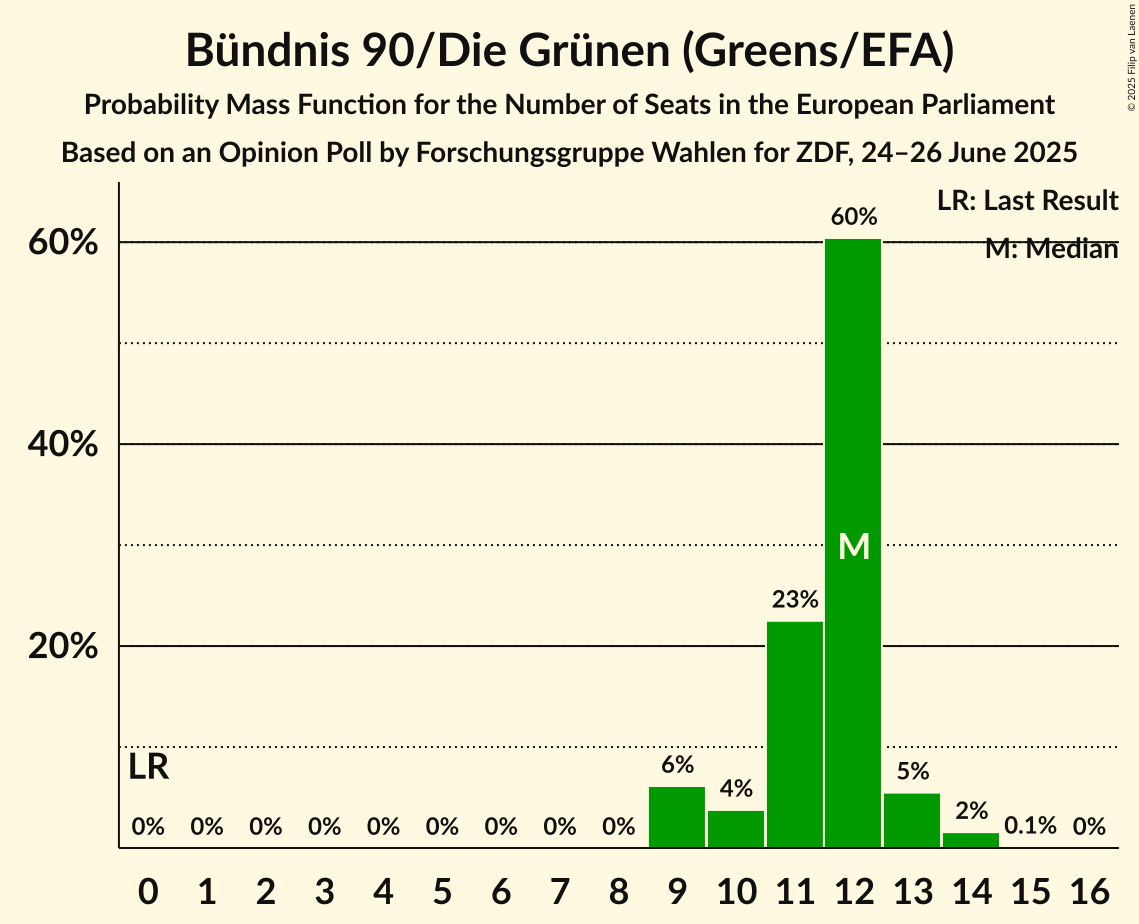 Bündnis 90/Die Grünen (Greens/EFA)
Probability Mass Function for the Number of Seats in the European Parliament
Based on an Opinion Poll by Forschungsgruppe Wahlen for ZDF, 24–26 June 2025
© 2025 Filip van Laenen
LR: Last Result
M: Median
60%
40%
20%
60%
M
23%
LR
6%
4%
5%
2%
0% 0% 0% 0% 0% 0% 0% 0% 0% 0.1% 0%
0 1 2 3 4 5 6 7 8 9 10 11 12 13 14 15 16